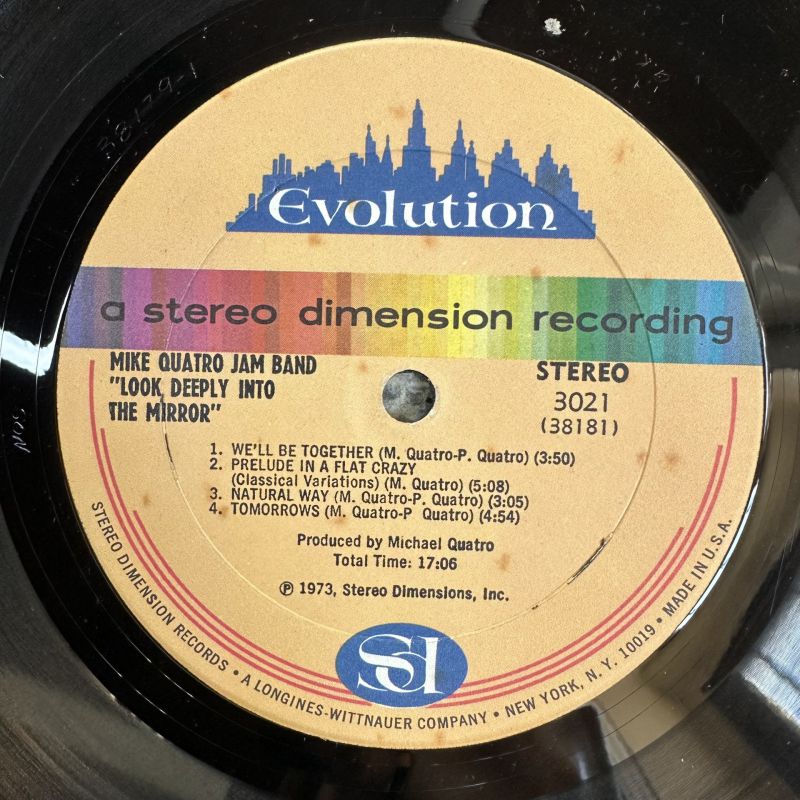 Evolution
a stereo dimension recording
MIKE QUATRO JAM BAND
"LOOK DEEPLY INTO
THE MIRROR"
STEREO
3021
(38181)
1. WE'LL BE TOGETHER (M. Quatro-P. Quatro) (3:50)
2. PRELUDE IN A FLAT CRAZY
(Classical Variations) (M. Quatro) (5:08)
3. NATURAL WAY (M. Quatro-P. Quatro) (3:05)
4. TOMORROWS (M. Quatro-P Quatro) (4:54)
Produced by Michael Quatro
Total Time: 17:06
℗ 1973, Stereo Dimensions, Inc.
SD
STEREO DIMENSION RECORDS • A LONGINES-WITTNAUER COMPANY • NEW YORK, N. Y. 10019 • MADE IN U.S.A.